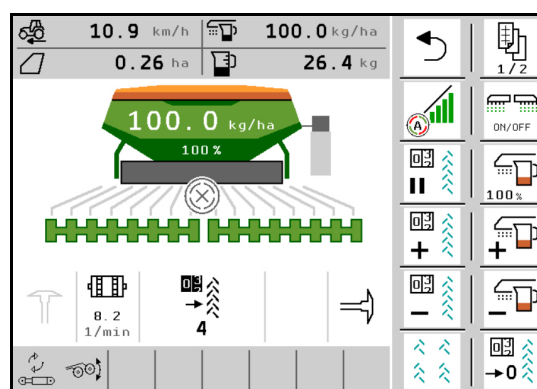 10.9 km/h 100.0 kg/ha
0.26 ha 26.4 kg
1/2
100.0 kg/ha
100 %
A
ON/OFF
100%
8.2
1/min
4
→0